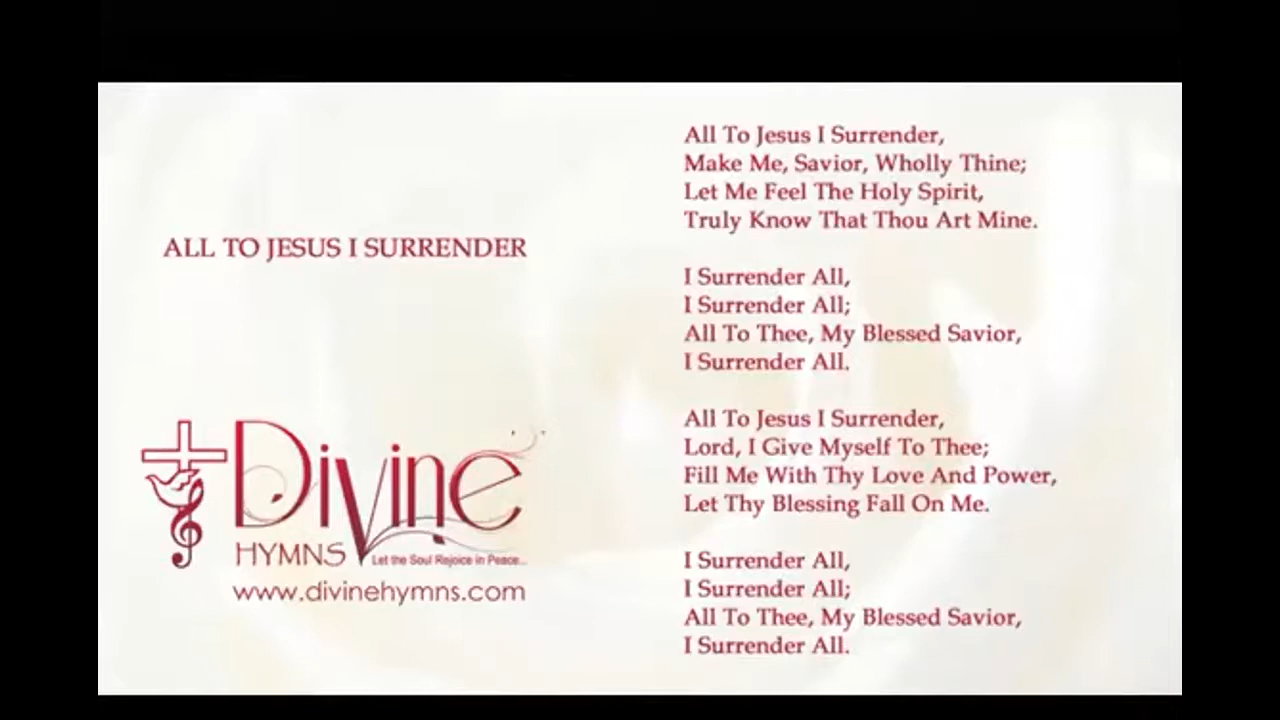 ALL TO JESUS I SURRENDER
Divine
HYMNS
Let the Soul Rejoice in Peace...
www.divinehymns.com
All To Jesus I Surrender,
Make Me, Savior, Wholly Thine;
Let Me Feel The Holy Spirit,
Truly Know That Thou Art Mine.
I Surrender All,
I Surrender All;
All To Thee, My Blessed Savior,
I Surrender All.
All To Jesus I Surrender,
Lord, I Give Myself To Thee;
Fill Me With Thy Love And Power,
Let Thy Blessing Fall On Me.
I Surrender All,
I Surrender All;
All To Thee, My Blessed Savior,
I Surrender All.